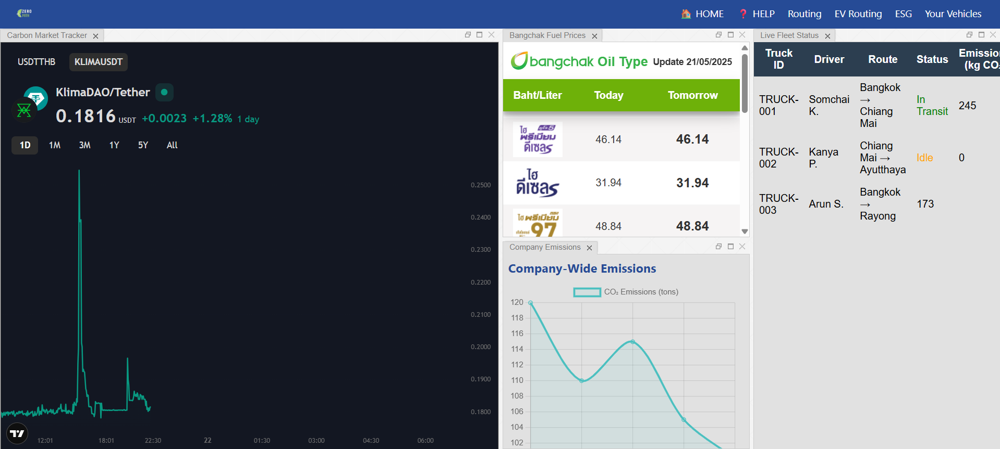 ZERO
PATH
🏠 HOME
❓ HELP
Routing
EV Routing
ESG
Your Vehicles
Carbon Market Tracker
USDTTHB
KLIMAUSDT
KlimaDAO/Tether
0.1816 USDT +0.0023 +1.28% 1 day
1D 1M 3M 1Y 5Y All
0.2500
0.2400
0.2300
0.2200
0.2100
0.2000
0.1900
0.1800
12:01 18:01 22:30 22 01:30 03:00 04:30 06:00
Bangchak Fuel Prices
bangchak Oil Type Update 21/05/2025
Baht/Liter Today Tomorrow
ไฮ
พรีเมียม
ดีเซล
46.14 46.14
ไฮ
ดีเซล
31.94 31.94
ไฮ พรีเมียม
97
48.84 48.84
Company Emissions
Company-Wide Emissions
CO₂ Emissions (tons)
120
118
116
114
112
110
108
106
104
102
Live Fleet Status
Truck ID Driver Route Status Emission
(kg CO₂
TRUCK-001 Somchai K. Bangkok → Chiang Mai In Transit 245
TRUCK-002 Kanya P. Chiang Mai → Ayutthaya Idle 0
TRUCK-003 Arun S. Bangkok → Rayong 173